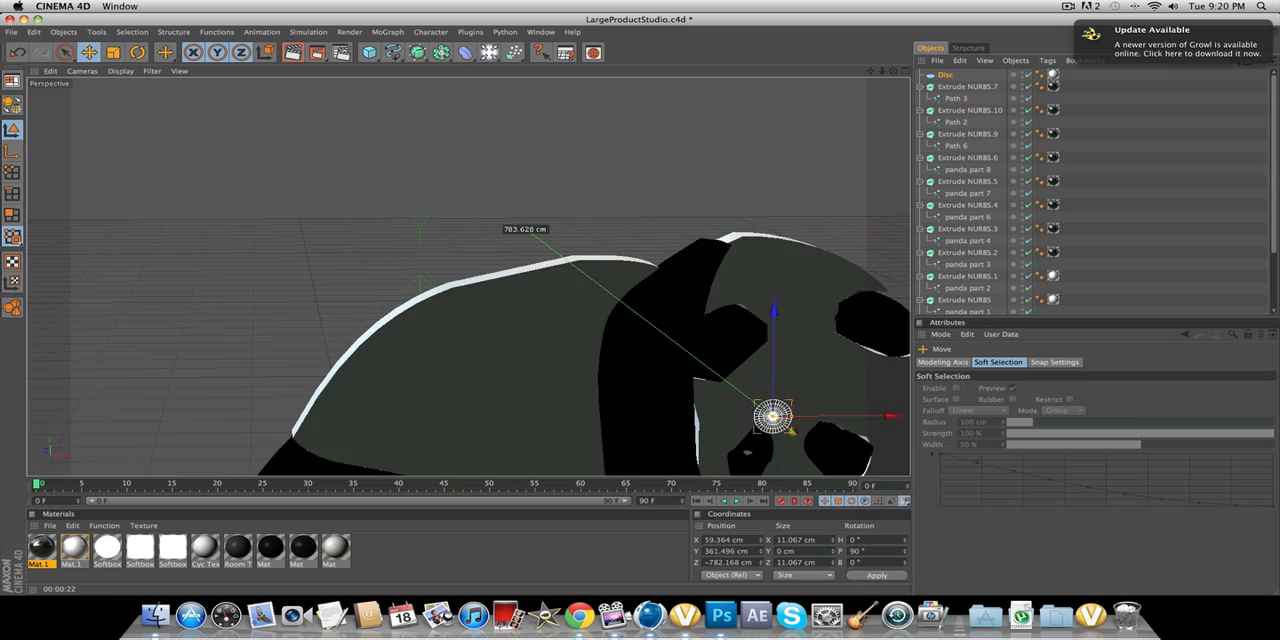 CINEMA 4D Window
Tue 9:20 PM
LargeProductStudio.c4d *
Update Available
A newer version of Growl is available
online. Click here to download it now.
File Edit Objects Tools Selection Structure Functions Animation Simulation Render MoGraph Character Plugins Python Window Help
Objects Structure
File Edit View Objects Tags
Edit Cameras Display Filter View
Perspective
Disc
Extrude NURBS.7
Path 3
Extrude NURBS.10
Path 2
Extrude NURBS.9
Path 6
Extrude NURBS.6
panda part 8
Extrude NURBS.5
panda part 7
Extrude NURBS.4
panda part 6
Extrude NURBS.3
panda part 4
Extrude NURBS.2
panda part 3
Extrude NURBS.1
panda part 2
Extrude NURBS
panda part 1
703.628 cm
Attributes
Mode Edit User Data
Move
Modeling Axis Soft Selection Snap Settings
Soft Selection
Enable Preview
Surface Rubber Restrict
Falloff Linear Mode Group
Radius 100 cm
Strength 100 %
Width 50 %
0 5 10 15 20 25 30 35 40 45 50 55 60 65 70 75 80 85 90 0 F
0 F 0 F 90 F 90 F 0 F
Materials
File Edit Function Texture
Mat.1 Mat.1 Softbox Softbox Softbox Cyc Tex Room T Mat Mat Mat
Coordinates
Position Size Rotation
X 59.364 cm X 11.067 cm H 0 °
Y 361.496 cm Y 0 cm P 90 °
Z -782.168 cm Z 11.067 cm B 0 °
Object (Rel) Size Apply
00:00:22
MAXON CINEMA 4D
18
Ps AE